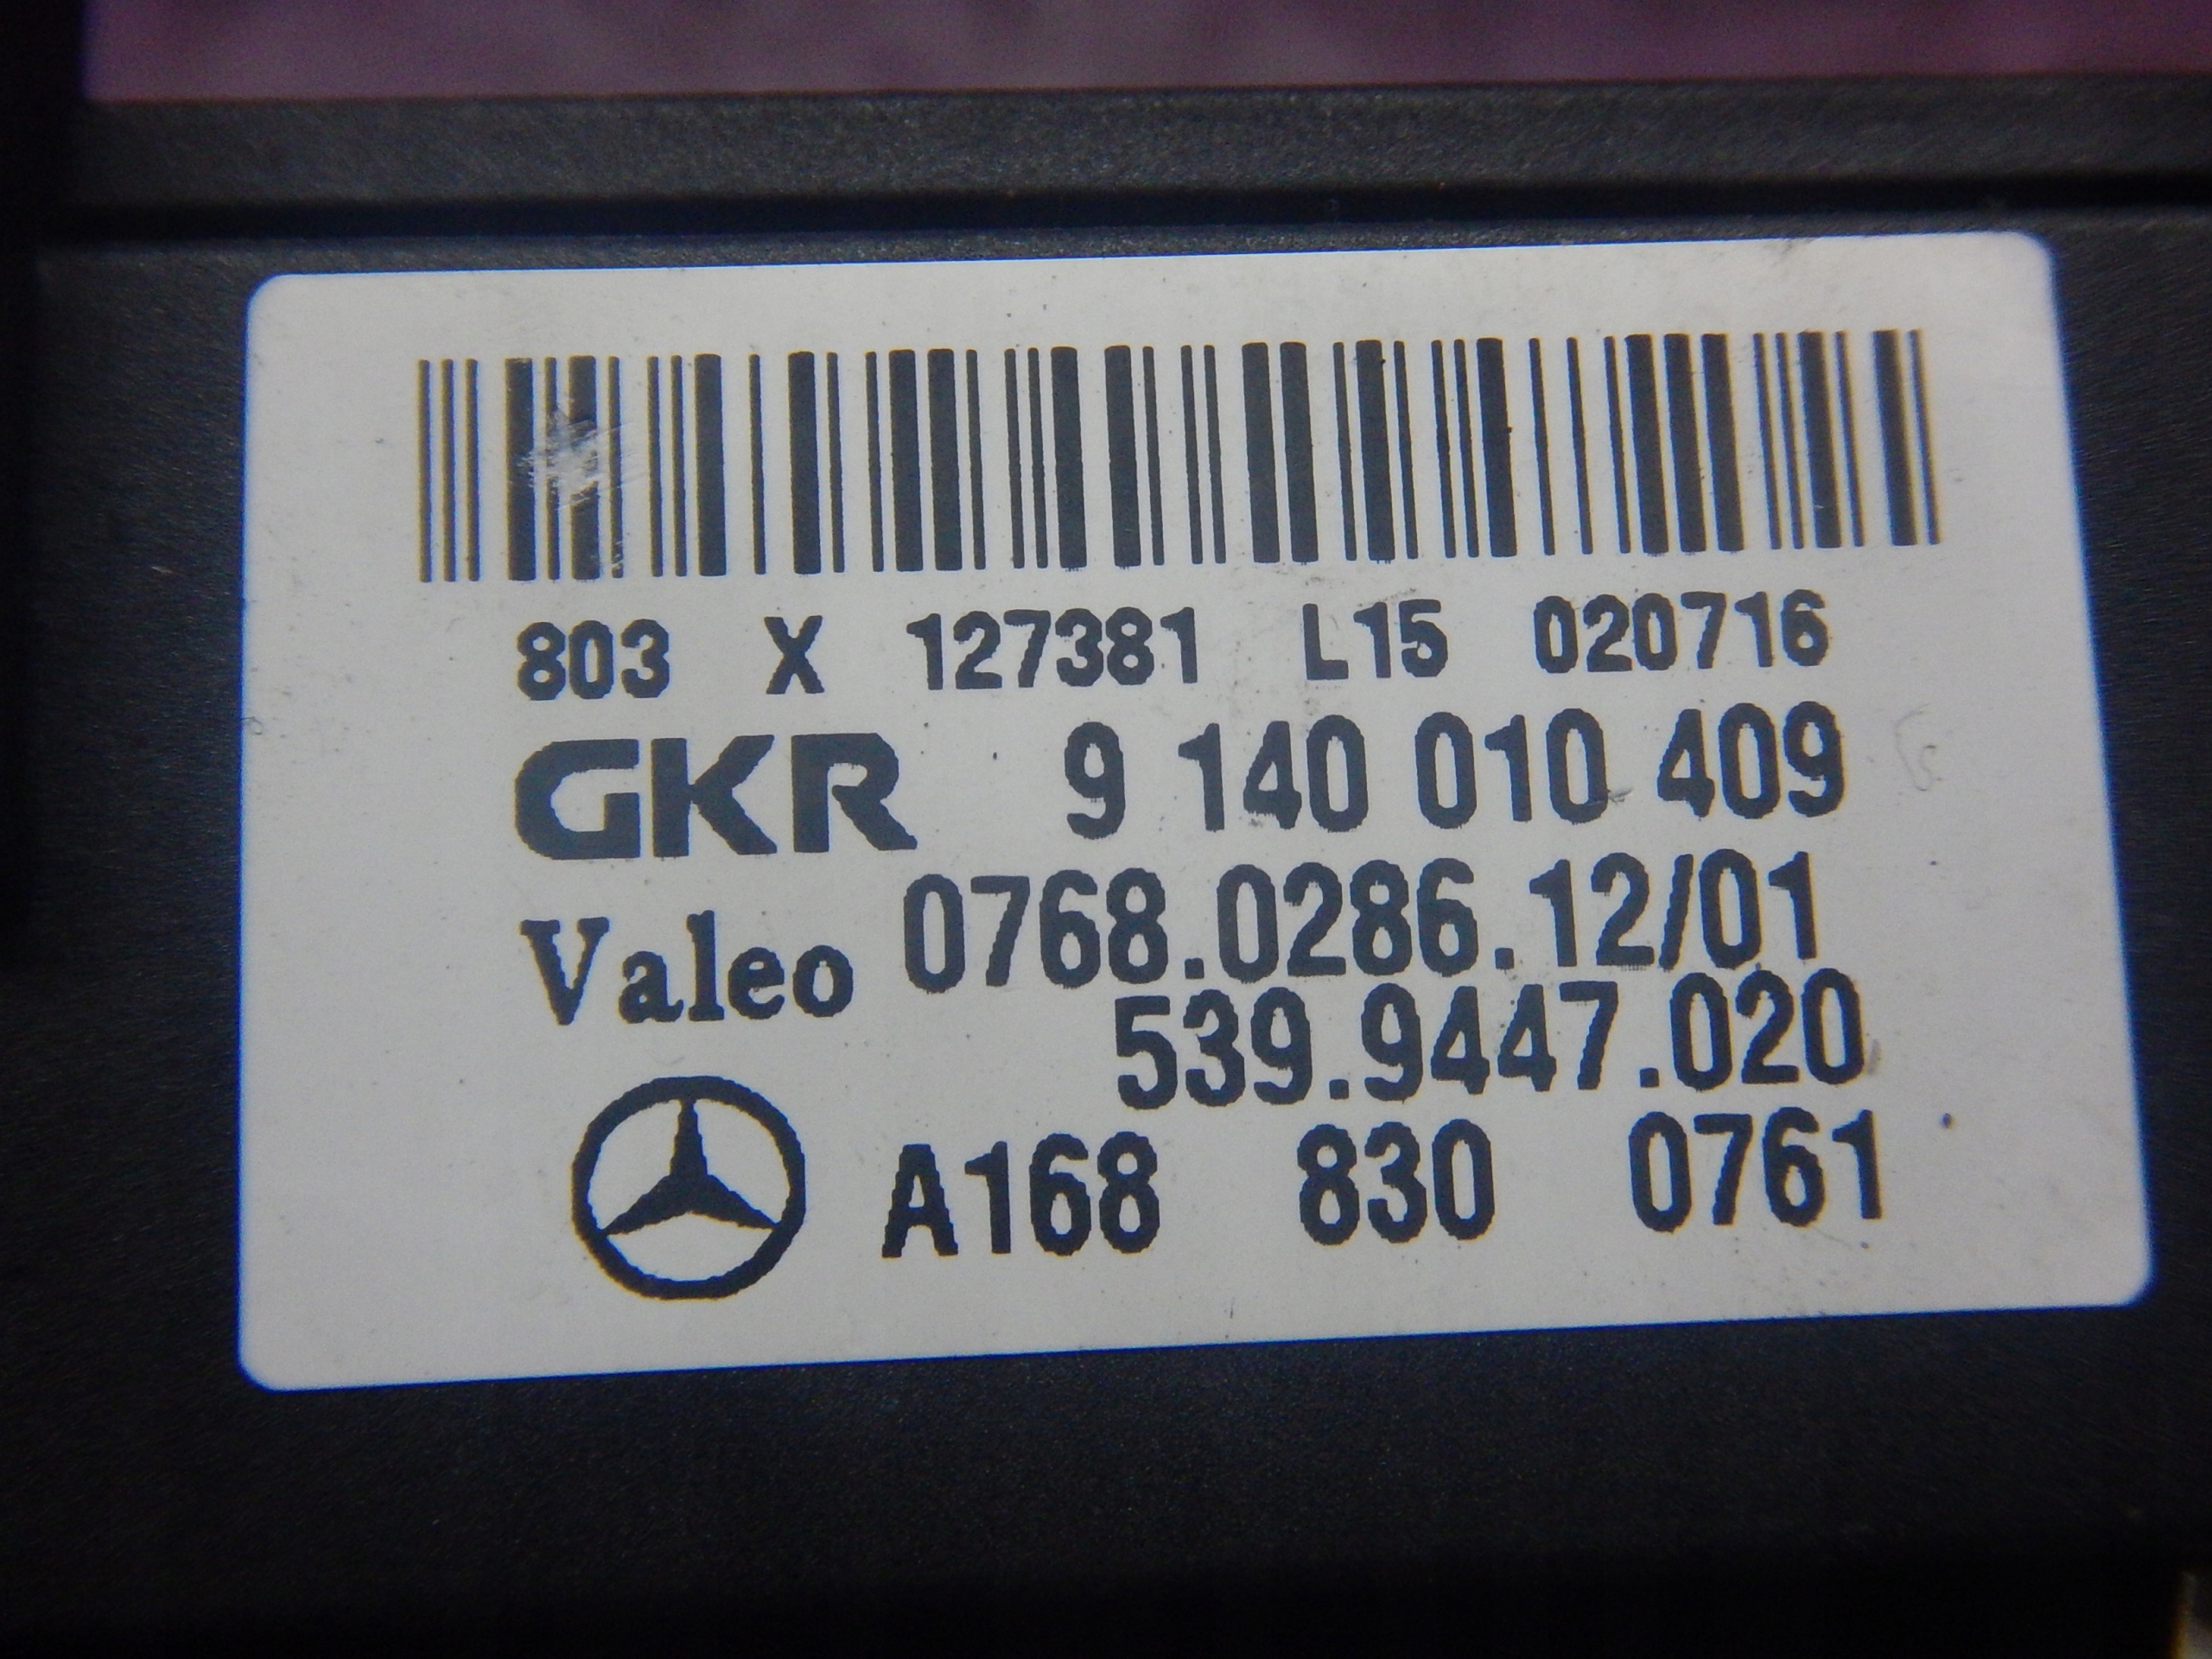 803 X 127381 L15 020716
GKR 9 140 010 409
Valeo 0768.0286.12/01
539.9447.020
A168 830 0761